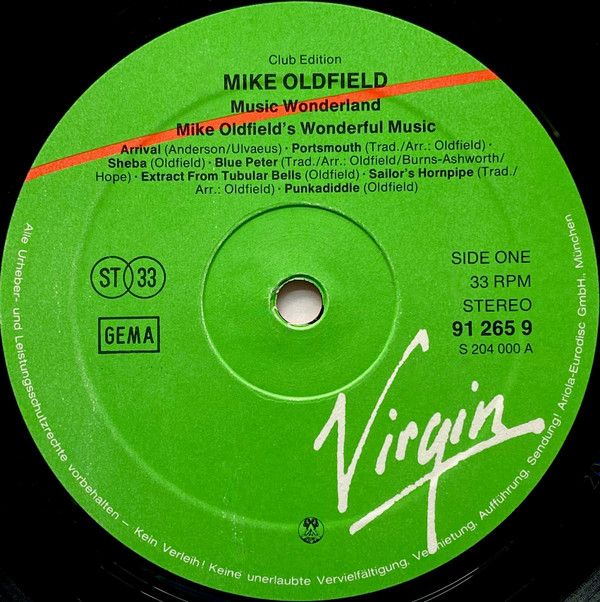 Club Edition
MIKE OLDFIELD
Music Wonderland
Mike Oldfield's Wonderful Music
Arrival (Anderson/Ulvaeus) · Portsmouth (Trad./Arr.: Oldfield) ·
Sheba (Oldfield) · Blue Peter (Trad./Arr.: Oldfield/Burns-Ashworth/
Hope) · Extract From Tubular Bells (Oldfield) · Sailor's Hornpipe (Trad./
Arr.: Oldfield) · Punkadiddle (Oldfield)
ST 33
GEMA
SIDE ONE
33 RPM
STEREO
91 265 9
S 204 000 A
Virgin
Alle Urheber- und Leistungsschutzrechte vorbehalten – Kein Verleih! Keine unerlaubte Vervielfältigung, Vermietung, Aufführung, Sendung! Ariola-Eurodisc GmbH., München